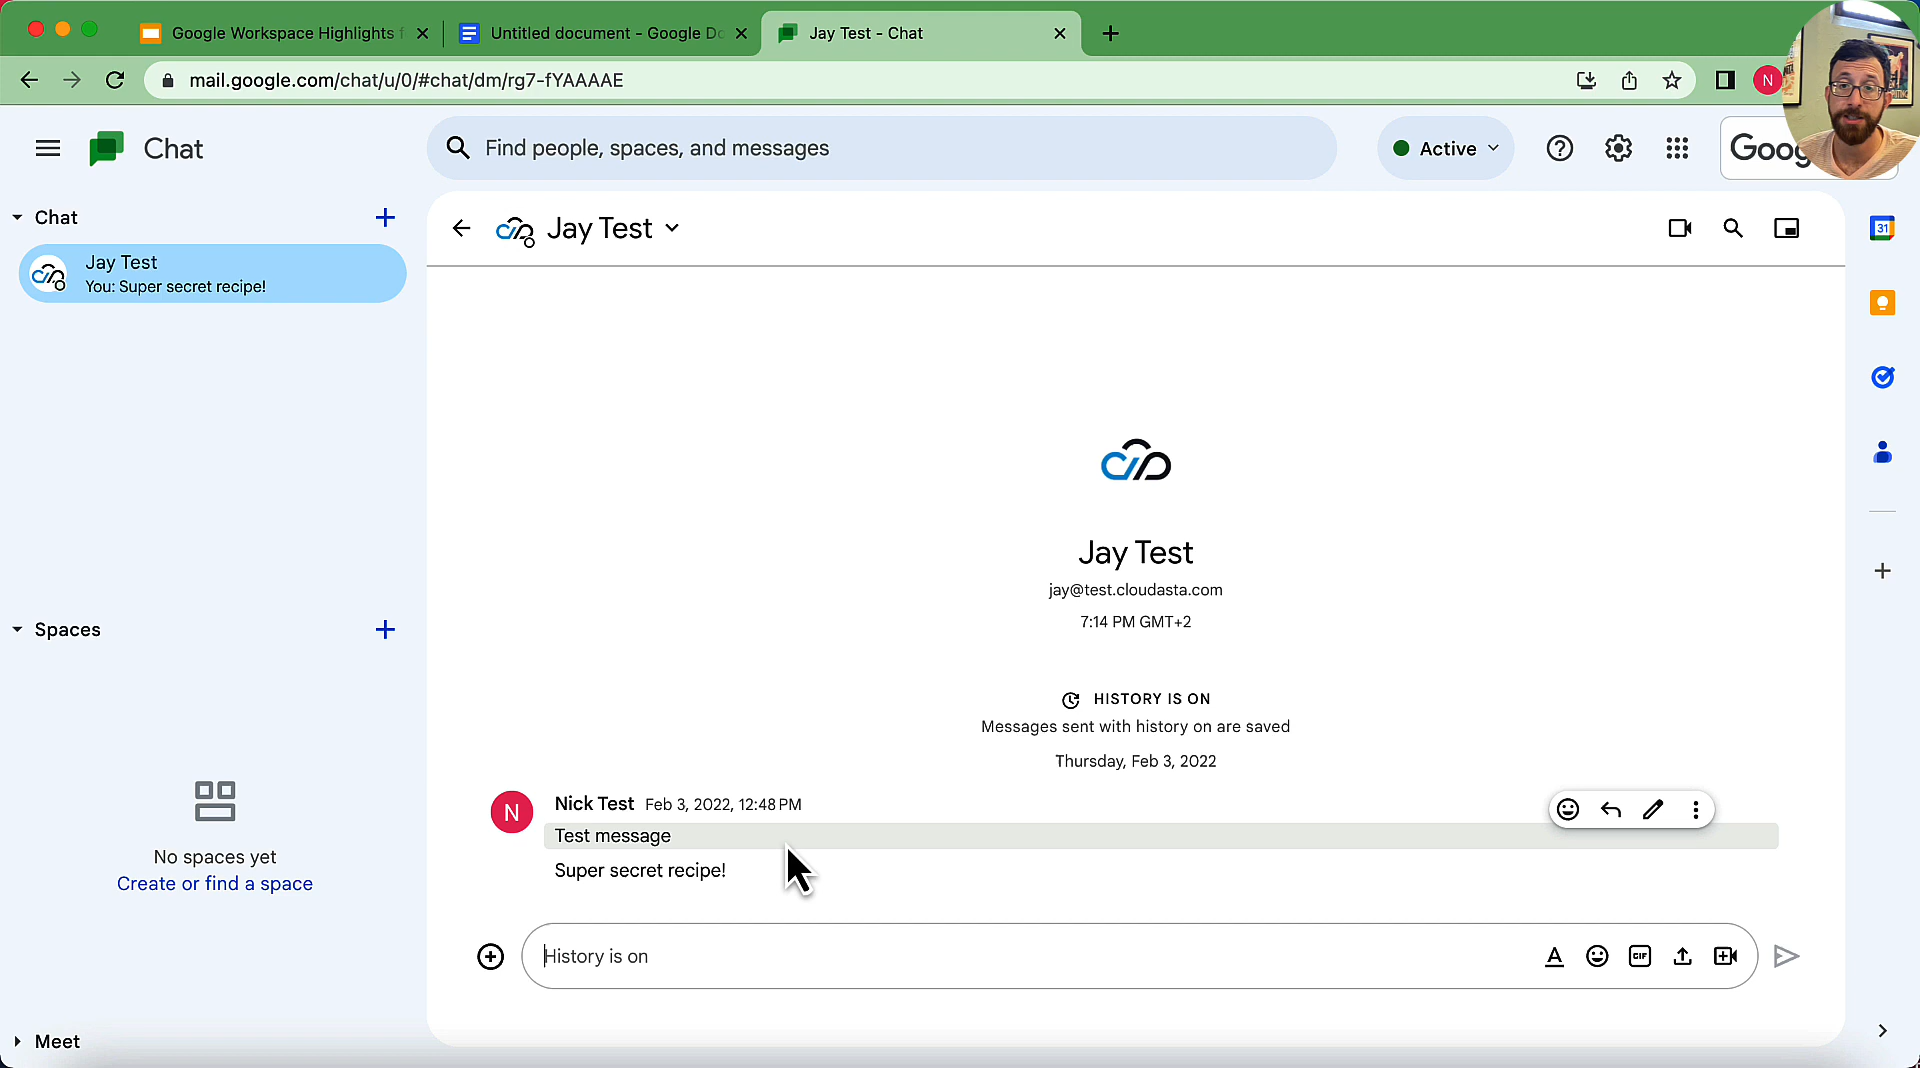 Google Workspace Highlights f
Untitled document - Google Do
Jay Test - Chat
mail.google.com/chat/u/0/#chat/dm/rg7-fYAAAAE
N
Chat
Find people, spaces, and messages
Active
Goog
Chat
Jay Test
You: Super secret recipe!
Jay Test
31
Jay Test
jay@test.cloudasta.com
7:14 PM GMT+2
HISTORY IS ON
Messages sent with history on are saved
Thursday, Feb 3, 2022
N
Nick Test Feb 3, 2022, 12:48 PM
Test message
Super secret recipe!
Spaces
No spaces yet
Create or find a space
History is on
A
GIF
Meet